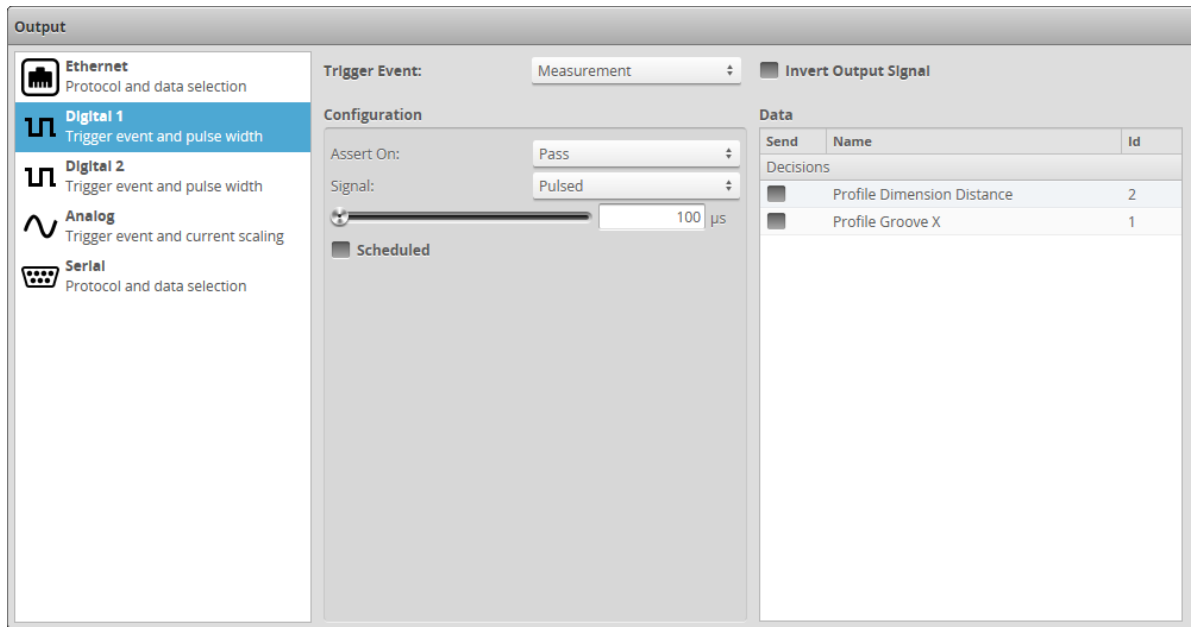 Output
Ethernet
Protocol and data selection
Digital 1
Trigger event and pulse width
Digital 2
Trigger event and pulse width
Analog
Trigger event and current scaling
Serial
Protocol and data selection
Trigger Event: Measurement
Configuration
Assert On: Pass
Signal: Pulsed
100 µs
Scheduled
Invert Output Signal
Data
Send Name Id
Decisions
Profile Dimension Distance 2
Profile Groove X 1